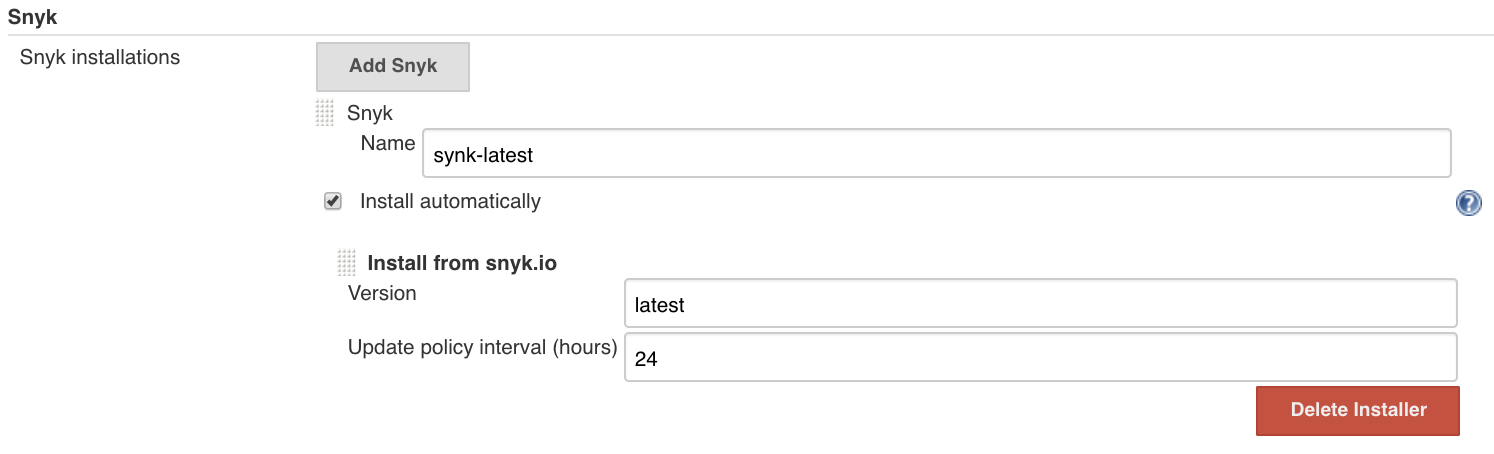 Snyk
Snyk installations
Add Snyk
Snyk
Name synk-latest
Install automatically
?
Install from snyk.io
Version latest
Update policy interval (hours) 24
Delete Installer